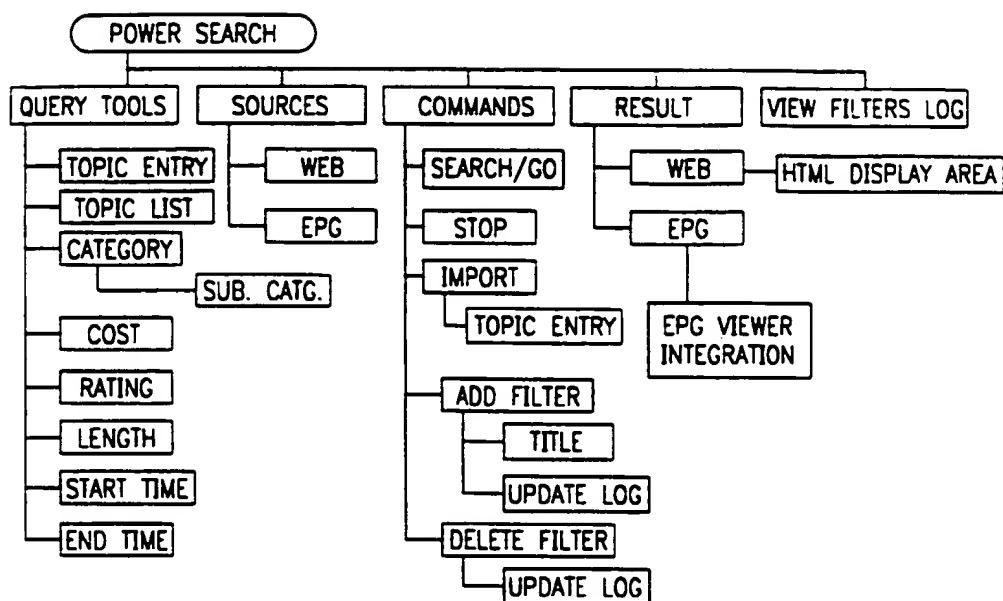 POWER SEARCH
QUERY TOOLS
TOPIC ENTRY
TOPIC LIST
CATEGORY
SUB. CATG.
COST
RATING
LENGTH
START TIME
END TIME
SOURCES
WEB
EPG
COMMANDS
SEARCH/GO
STOP
IMPORT
TOPIC ENTRY
ADD FILTER
TITLE
UPDATE LOG
DELETE FILTER
UPDATE LOG
RESULT
WEB
HTML DISPLAY AREA
EPG
EPG VIEWER
INTEGRATION
VIEW FILTERS LOG